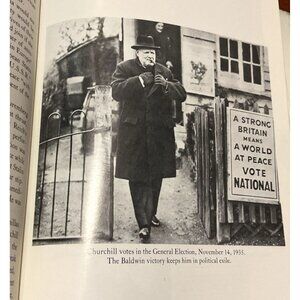 A STRONG
BRITAIN
MEANS
A WORLD
AT PEACE
VOTE
NATIONAL
Churchill votes in the General Election, November 14, 1935.
The Baldwin victory keeps him in political exile.